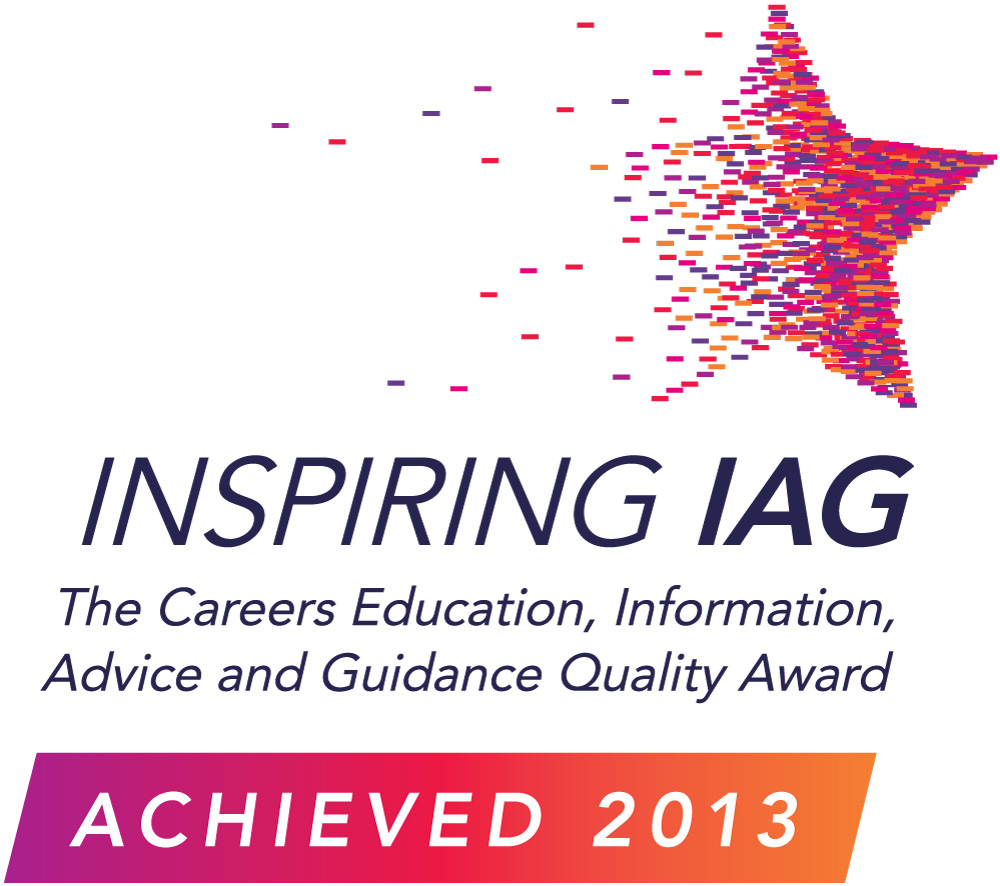 INSPIRING IAG
The Careers Education, Information,
Advice and Guidance Quality Award
ACHIEVED 2013